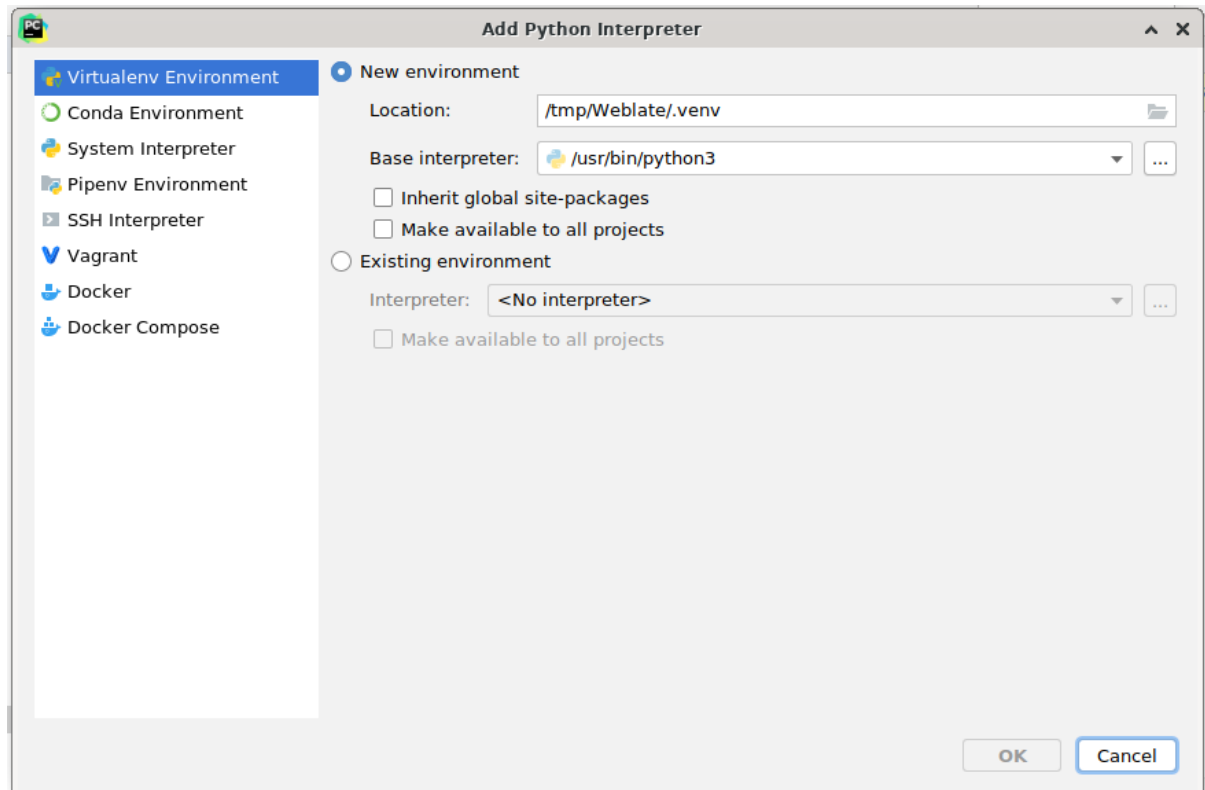 PC
Add Python Interpreter
Virtualenv Environment
Conda Environment
System Interpreter
Pipenv Environment
SSH Interpreter
Vagrant
Docker
Docker Compose
New environment
Location: /tmp/Weblate/.venv
Base interpreter: /usr/bin/python3 ...
Inherit global site-packages
Make available to all projects
Existing environment
Interpreter: <No interpreter> ...
Make available to all projects
OK Cancel